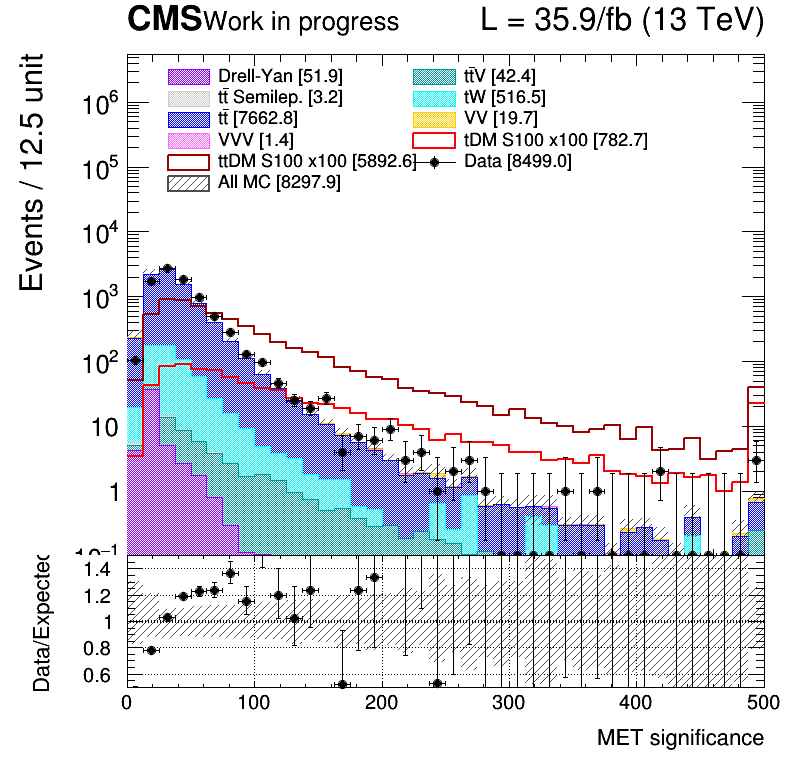 CMS Work in progress L = 35.9/fb (13 TeV)
Drell-Yan [51.9] tt̄V [42.4]
tt̄ Semilep. [3.2] tW [516.5]
tt̄ [7662.8] VV [19.7]
VVV [1.4] tDM S100 x100 [782.7]
ttDM S100 x100 [5892.6] Data [8499.0]
All MC [8297.9]
Events / 12.5 unit
10⁶
10⁵
10⁴
10³
10²
10
1
10⁻¹
Data/Expected
1.4
1.2
1
0.8
0.6
0 100 200 300 400 500
MET significance